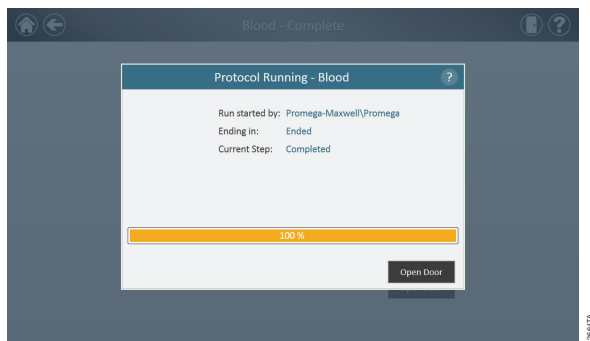 Blood - Complete
Protocol Running - Blood ?
?
Run started by: Promega-Maxwell\Promega
Ending in: Ended
Current Step: Completed
100 %
Open Door